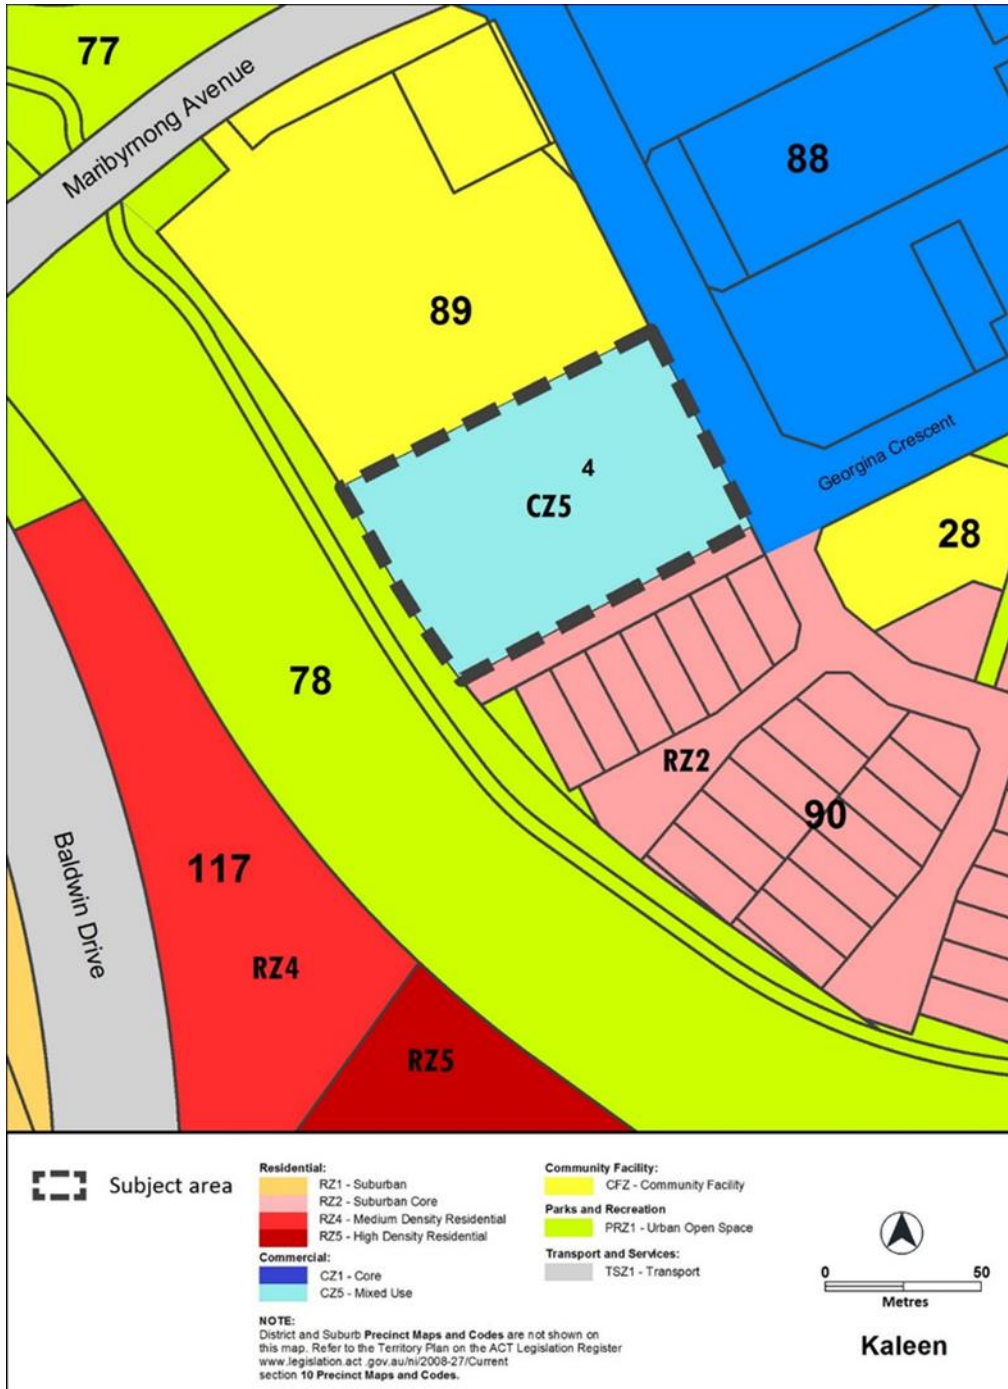 77
Maribyrnong Avenue
88
89
4
CZ5
Georgina Crescent
28
78
RZ2
90
117
Baldwin Drive
RZ4
RZ5
Subject area
Residential:
RZ1 - Suburban
RZ2 - Suburban Core
RZ4 - Medium Density Residential
RZ5 - High Density Residential
Commercial:
CZ1 - Core
CZ5 - Mixed Use
Community Facility:
CFZ - Community Facility
Parks and Recreation
PRZ1 - Urban Open Space
Transport and Services:
TSZ1 - Transport
NOTE:
District and Suburb Precinct Maps and Codes are not shown on
this map. Refer to the Territory Plan on the ACT Legislation Register
www.legislation.act .gov.au/ni/2008-27/Current
section 10 Precinct Maps and Codes.
0 50
Metres
Kaleen